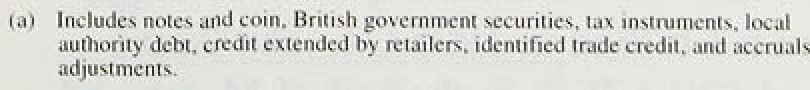 (a) Includes notes and coin, British government securities, tax instruments, local
authority debt, credit extended by retailers, identified trade credit, and accruals
adjustments.